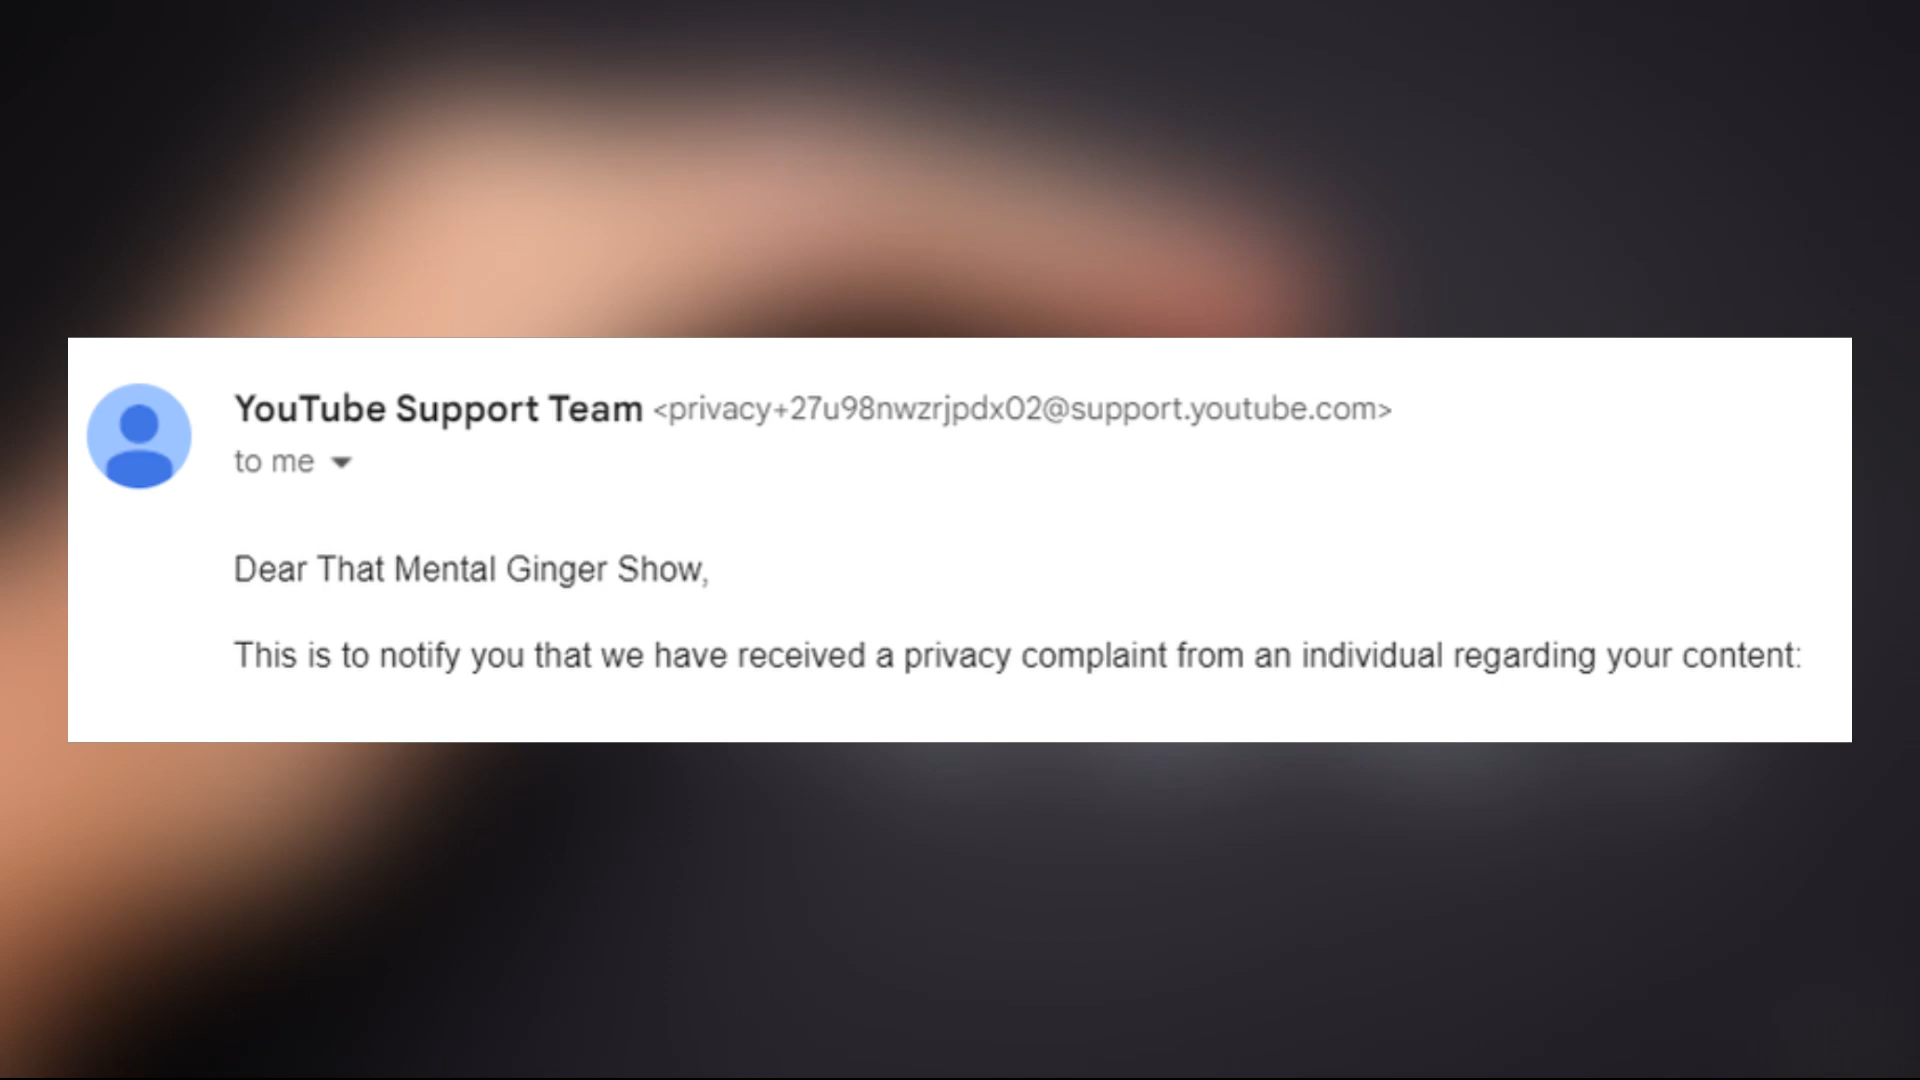 YouTube Support Team <privacy+27u98nwzrjpdx02@support.youtube.com>
to me
Dear That Mental Ginger Show,
This is to notify you that we have received a privacy complaint from an individual regarding your content: